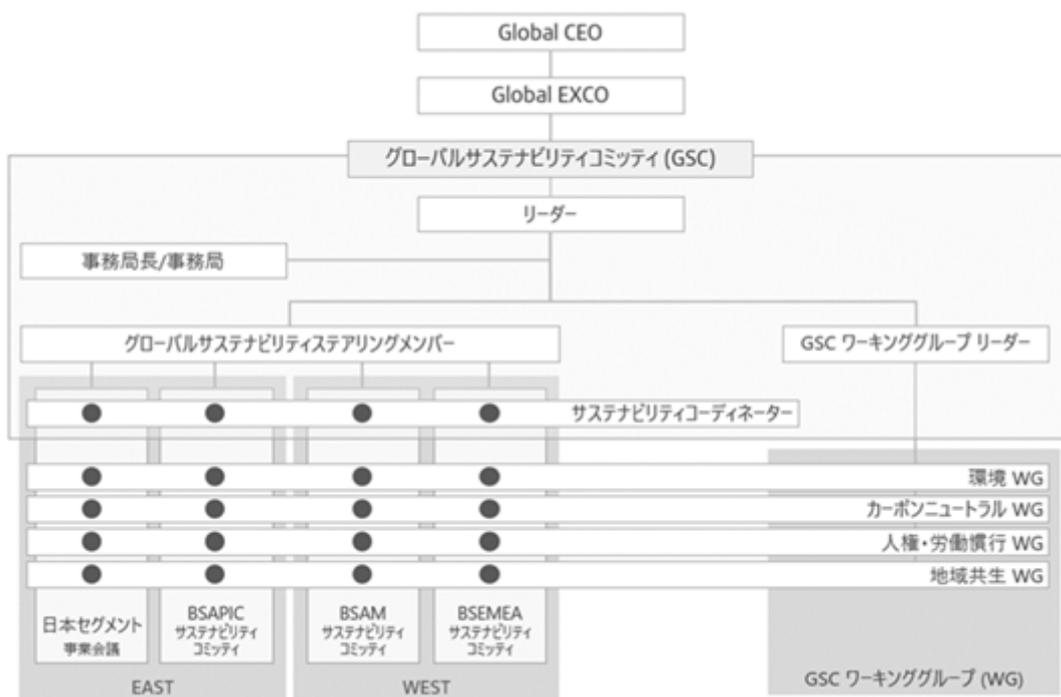 Global CEO
Global EXCO
グローバルサステナビリティコミッティ (GSC)
リーダー
事務局長/事務局
グローバルサステナビリティステアリングメンバー
GSC ワーキンググループ リーダー
サステナビリティコーディネーター
環境 WG
カーボンニュートラル WG
人権・労働慣行 WG
地域共生 WG
日本セグメント
事業会議
BSAPIC
サステナビリティ
コミッティ
BSAM
サステナビリティ
コミッティ
BSEMEA
サステナビリティ
コミッティ
EAST
WEST
GSC ワーキンググループ (WG)